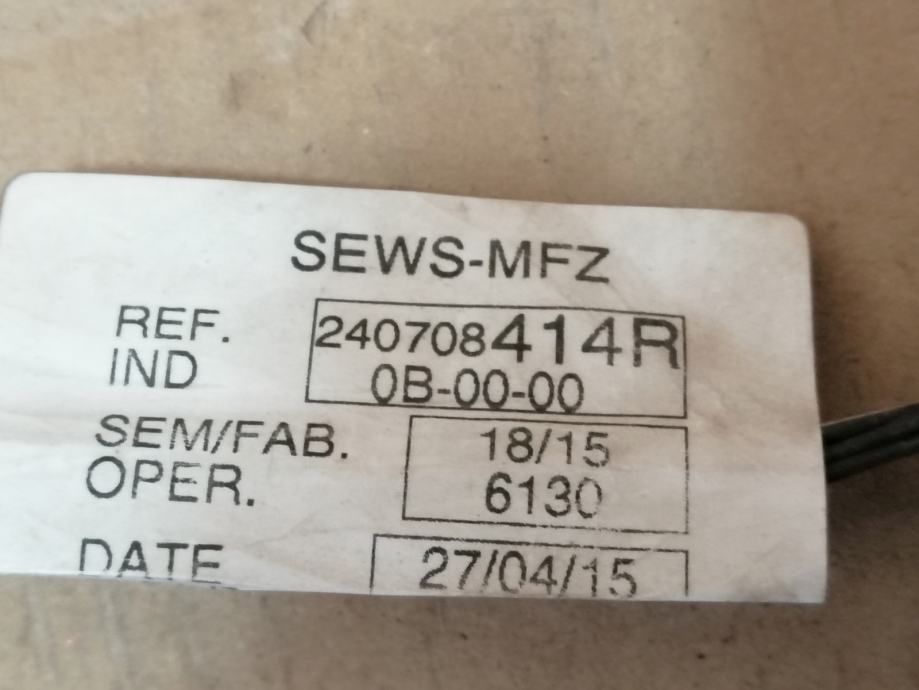 SEWS-MFZ
REF. 240708414R
IND 0B-00-00
SEM/FAB. 18/15
OPER. 6130
DATE 27/04/15